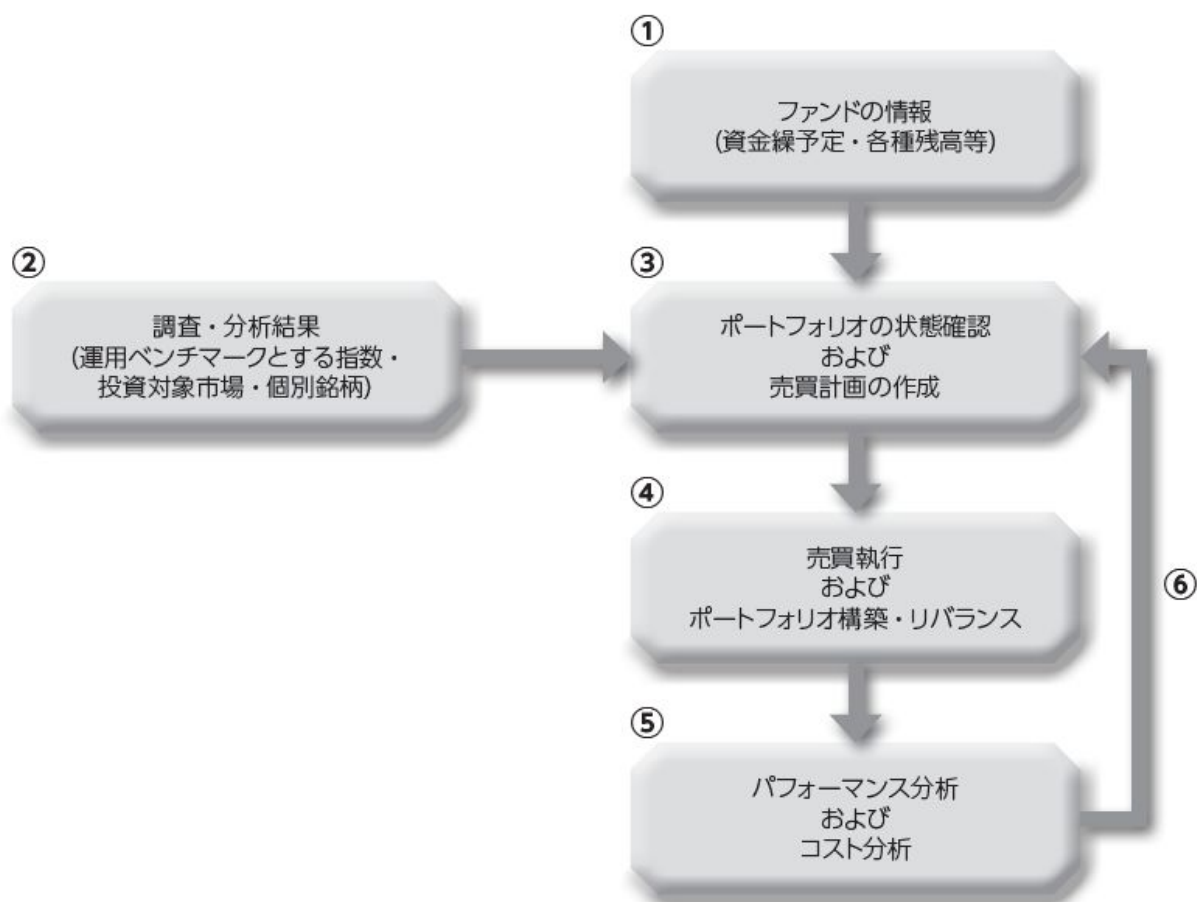 ①
ファンドの情報
(資金繰予定・各種残高等)
②
調査・分析結果
(運用ベンチマークとする指数・
投資対象市場・個別銘柄)
③
ポートフォリオの状態確認
および
売買計画の作成
④
売買執行
および
ポートフォリオ構築・リバランス
⑤
パフォーマンス分析
および
コスト分析
⑥